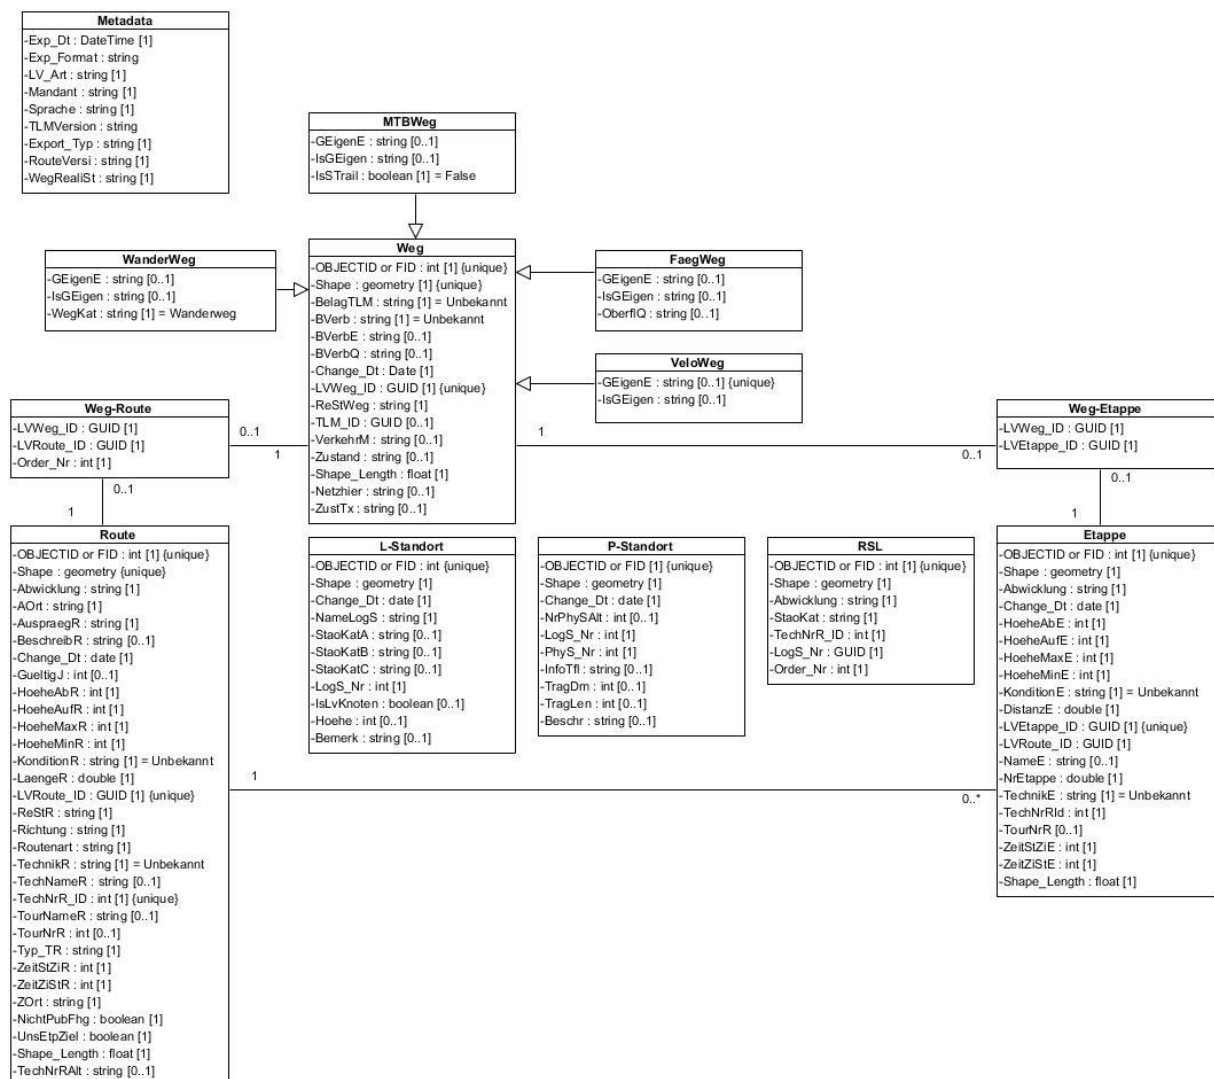 Metadata
-Exp_Dt : DateTime [1]
-Exp_Format : string
-LV_Art : string [1]
-Mandant : string [1]
-Sprache : string [1]
-TLMVersion : string
-Export_Typ : string [1]
-RouteVersi : string [1]
-WegRealiSt : string [1]
MTBWeg
-GEigenE : string [0..1]
-IsGEigen : string [0..1]
-IsSTrail : boolean [1] = False
WanderWeg
-GEigenE : string [0..1]
-IsGEigen : string [0..1]
-WegKat : string [1] = Wanderweg
Weg
-OBJECTID or FID : int [1] {unique}
-Shape : geometry [1] {unique}
-BelagTLM : string [1] = Unbekannt
-BVerb : string [1] = Unbekannt
-BVerbE : string [0..1]
-BVerbQ : string [0..1]
-Change_Dt : Date [1]
-LVWeg_ID : GUID [1] {unique}
-ReStWeg : string [1]
-TLM_ID : GUID [0..1]
-VerkehrM : string [0..1]
-Zustand : string [0..1]
-Shape_Length : float [1]
-Netzhier : string [0..1]
-ZustTx : string [0..1]
FaegWeg
-GEigenE : string [0..1]
-IsGEigen : string [0..1]
-OberflQ : string [0..1]
VeloWeg
-GEigenE : string [0..1] {unique}
-IsGEigen : string [0..1]
Weg-Route
-LVWeg_ID : GUID [1]
-LVRoute_ID : GUID [1]
-Order_Nr : int [1]
0..1
1
1
0..1
Weg-Etappe
-LVWeg_ID : GUID [1]
-LVEtappe_ID : GUID [1]
0..1
1
0..1
1
Route
-OBJECTID or FID : int [1] {unique}
-Shape : geometry {unique}
-Abwicklung : string [1]
-AOrt : string [1]
-AuspraegR : string [1]
-BeschreibR : string [0..1]
-Change_Dt : date [1]
-GueltigJ : int [0..1]
-HoeheAbR : int [1]
-HoeheAufR : int [1]
-HoeheMaxR : int [1]
-HoeheMinR : int [1]
-KonditionR : string [1] = Unbekannt
-LaengeR : double [1]
-LVRoute_ID : GUID [1] {unique}
-ReStR : string [1]
-Richtung : string [1]
-Routenart : string [1]
-TechnikR : string [1] = Unbekannt
-TechNameR : string [0..1]
-TechNrR_ID : int [1] {unique}
-TourNameR : string [0..1]
-TourNrR : int [0..1]
-Typ_TR : string [1]
-ZeitStZiR : int [1]
-ZeitZiStR : int [1]
-ZOrt : string [1]
-NichtPubFhg : boolean [1]
-UnsEtpZiel : boolean [1]
-Shape_Length : float [1]
-TechNrRAlt : string [0..1]
L-Standort
-OBJECTID or FID : int {unique}
-Shape : geometry [1]
-Change_Dt : date [1]
-NameLogS : string [1]
-StaoKatA : string [0..1]
-StaoKatB : string [0..1]
-StaoKatC : string [0..1]
-LogS_Nr : int [1]
-IsLvKnoten : boolean [0..1]
-Hoehe : int [0..1]
-Bemerk : string [0..1]
P-Standort
-OBJECTID or FID [1] {unique}
-Shape : geometry [1]
-Change_Dt : date [1]
-NrPhySAlt : int [0..1]
-LogS_Nr : int [1]
-PhyS_Nr : int [1]
-InfoTfl : string [0..1]
-TragDm : int [0..1]
-TragLen : int [0..1]
-Beschr : string [0..1]
RSL
-OBJECTID or FID : int [1] {unique}
-Shape : geometry [1]
-Abwicklung : string [1]
-StaoKat : string [1]
-TechNrR_ID : int [1]
-LogS_Nr : GUID [1]
-Order_Nr : int [1]
Etappe
-OBJECTID or FID : int [1] {unique}
-Shape : geometry [1]
-Abwicklung : string [1]
-Change_Dt : date [1]
-HoeheAbE : int [1]
-HoeheAufE : int [1]
-HoeheMaxE : int [1]
-HoeheMinE : int [1]
-KonditionE : string [1] = Unbekannt
-DistanzE : double [1]
-LVEtappe_ID : GUID [1] {unique}
-LVRoute_ID : GUID [1]
-NameE : string [0..1]
-NrEtappe : double [1]
-TechnikE : string [1] = Unbekannt
-TechNrRId : int [1]
-TourNrR [0..1]
-ZeitStZiE : int [1]
-ZeitZiStE : int [1]
-Shape_Length : float [1]
1
0..*